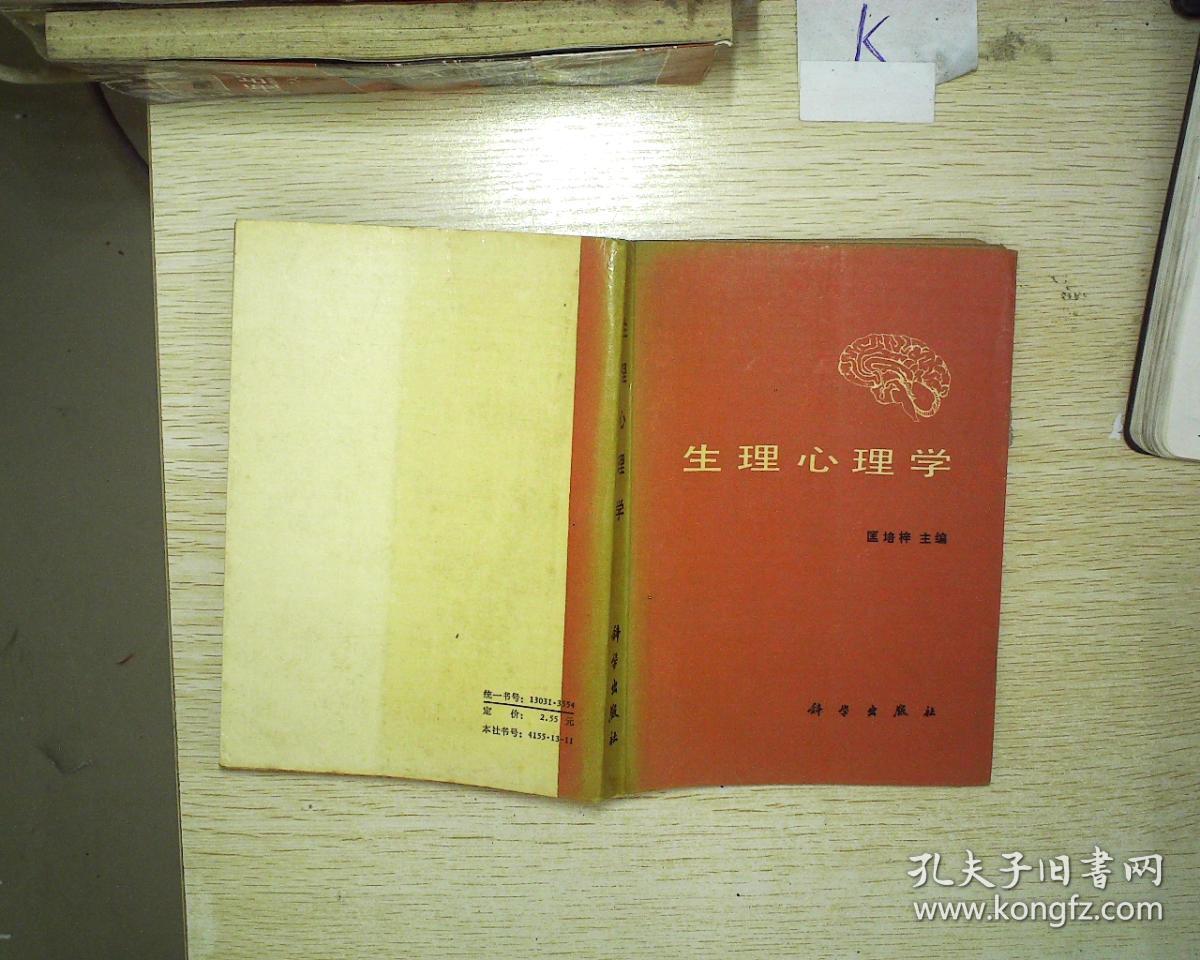 K
生理心理学
匡培梓 主编
科学出版社
生理心理学
科学出版社
统一书号：13031·3554
定 价： 2.55 元
本社书号：4155·13-11
孔夫子旧书网
www.kongfz.com